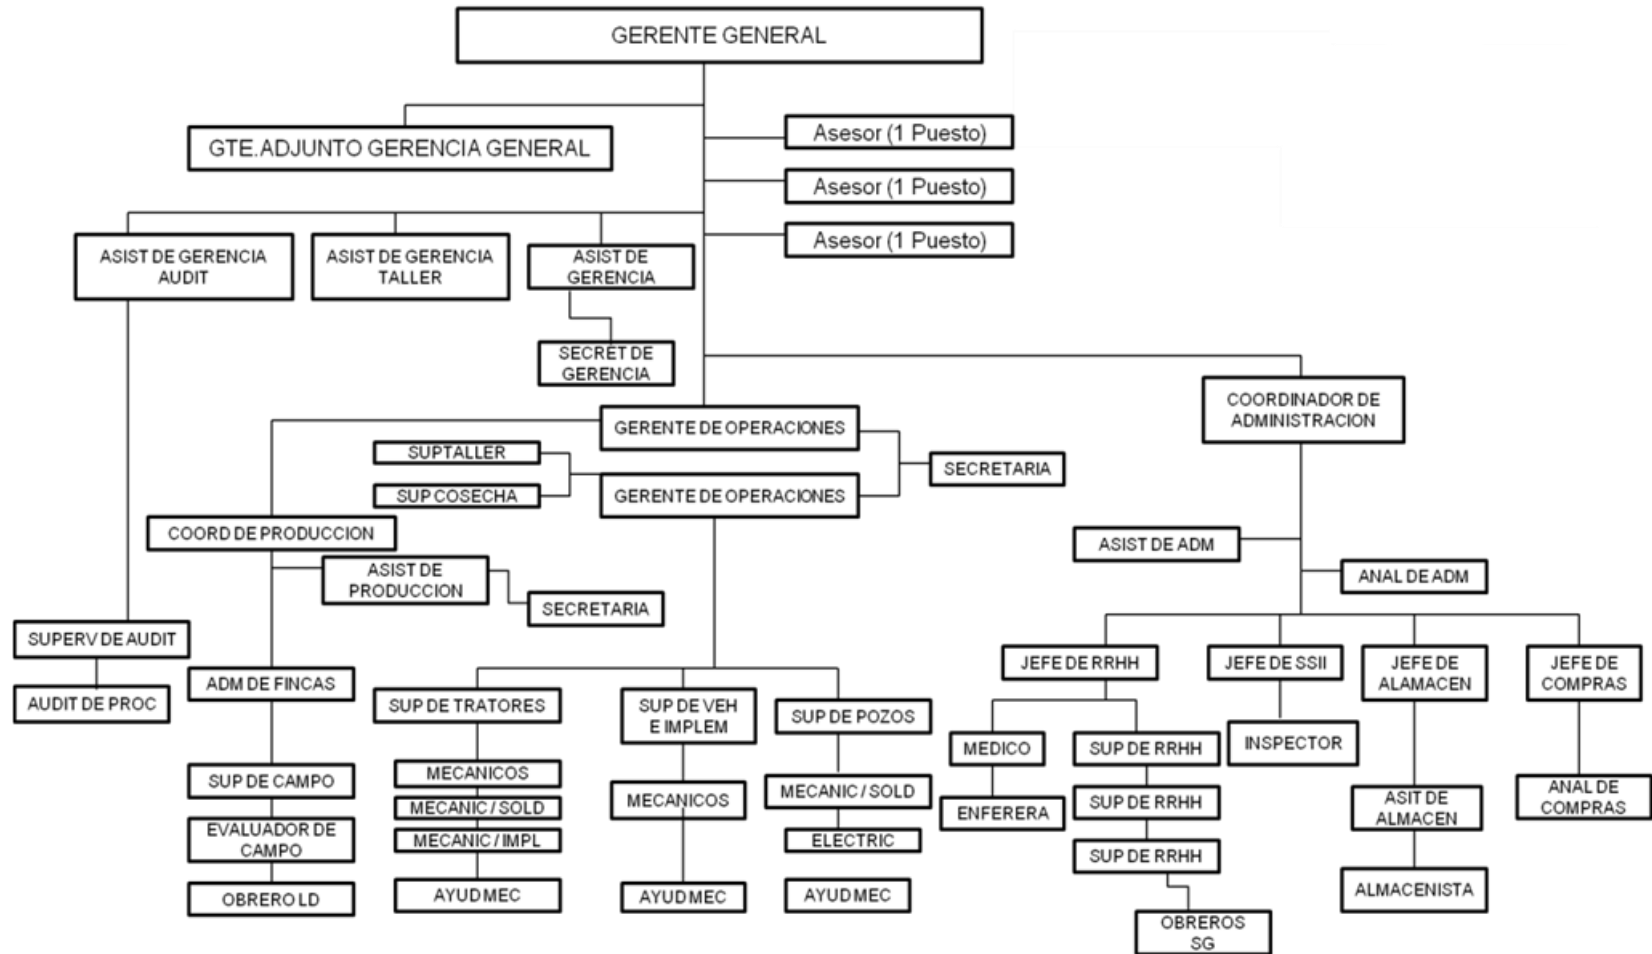 GERENTE GENERAL
GTE.ADJUNTO GERENCIA GENERAL
Asesor (1 Puesto)
Asesor (1 Puesto)
Asesor (1 Puesto)
ASIST DE GERENCIA
AUDIT
ASIST DE GERENCIA
TALLER
ASIST DE
GERENCIA
SECRET DE
GERENCIA
COORDINADOR DE
ADMINISTRACION
GERENTE DE OPERACIONES
SUP TALLER
SECRETARIA
SUP COSECHA
GERENTE DE OPERACIONES
COORD DE PRODUCCION
ASIST DE
PRODUCCION
SECRETARIA
ASIST DE ADM
ANAL DE ADM
SUPERV DE AUDIT
AUDIT DE PROC
ADM DE FINCAS
SUP DE TRATORES
SUP DE VEH
E IMPLEM
SUP DE POZOS
JEFE DE RRHH
JEFE DE SSII
JEFE DE
ALAMACEN
JEFE DE
COMPRAS
MEDICO
SUP DE RRHH
INSPECTOR
SUP DE CAMPO
MECANICOS
MECANIC / SOLD
MECANIC / IMPL
MECANICOS
MECANIC / SOLD
ELECTRIC
ENFERERA
SUP DE RRHH
SUP DE RRHH
ASIT DE
ALMACEN
ANAL DE
COMPRAS
EVALUADOR DE
CAMPO
OBRERO LD
AYUD MEC
AYUD MEC
AYUD MEC
ALMACENISTA
OBREROS
SG